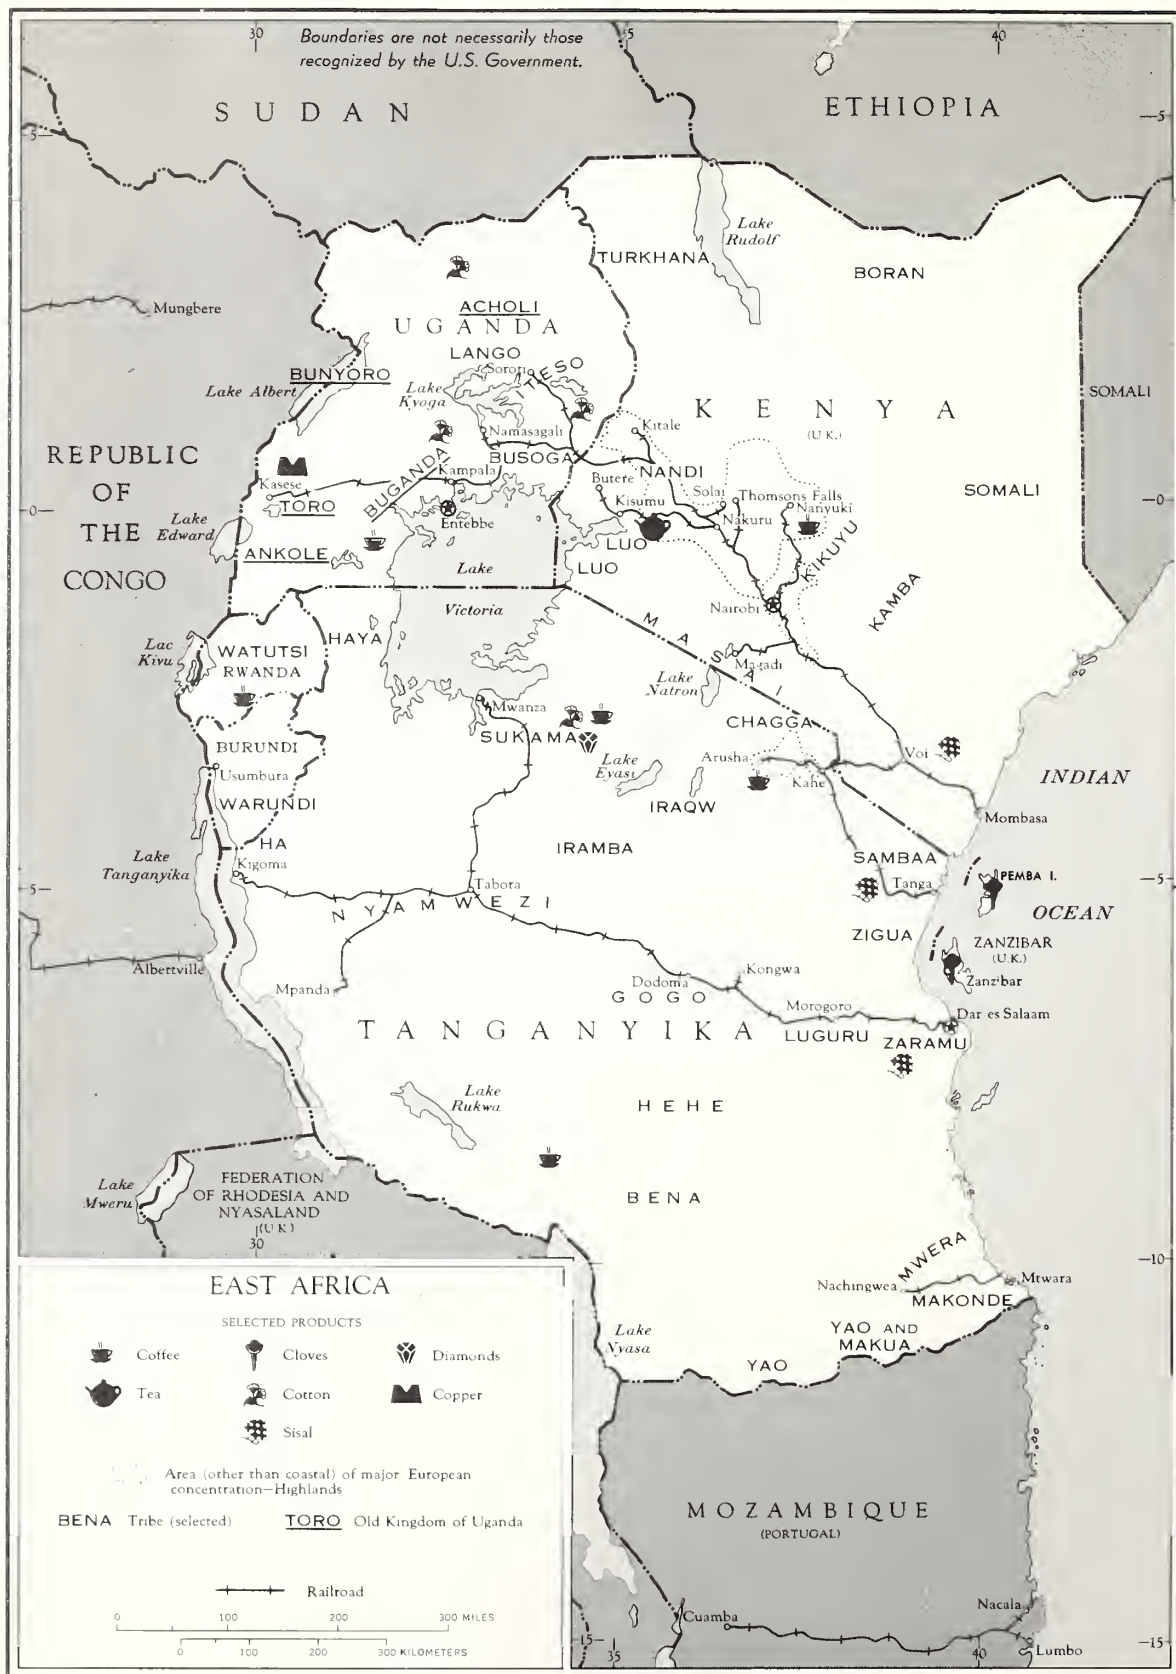 30
Boundaries are not necessarily those
recognized by the U.S. Government.
40
SUDAN
ETHIOPIA
5
5
Lake
Rudolf
TURKHANA
BORAN
Mungbere
ACHOLI
UGANDA
LANGO
Soroti
ITESO
BUNYORO
Lake Albert
Lake
Kyoga
SOMALI
KENYA
(U.K.)
Kitale
Namasagali
BUSOGA
NANDI
REPUBLIC
OF
THE
CONGO
Kasese
TORO
BUGANDA
Kampala
Entebbe
Butere
Kisumu
Solai
Thomsons Falls
Nanyuki
Nakuru
SOMALI
0
0
Lake
Edward
ANKOLE
LUO
LUO
KIKUYU
KAMBA
Lake
Victoria
Nairobi
HAYA
MASAI
Lac
Kivu
WATUTSI
RWANDA
Magadi
Lake
Natron
Mwanza
SUKAMA
CHAGGA
BURUNDI
Usumbura
Lake
Eyasi
Arusha
Kahe
Voi
INDIAN
OCEAN
WARUNDI
IRAQW
Mombasa
HA
IRAMBA
Lake
Tanganyika
Kigoma
SAMBAA
Tanga
PEMBA I.
5
5
Tabora
NYAMWEZI
ZIGUA
ZANZIBAR
(U.K.)
Zanzibar
Albertville
Mpanda
Dodoma
Kongwa
GOGO
Morogoro
Dar es Salaam
TANGANYIKA
LUGURU
ZARAMU
Lake
Rukwa
HEHE
Lake
Mweru
FEDERATION
OF RHODESIA AND
NYASALAND
(U K)
30
BENA
MWERA
10
Nachingwea
Mtwara
MAKONDE
Lake
Nyasa
YAO AND
MAKUA
YAO
EAST AFRICA
SELECTED PRODUCTS
Coffee
Cloves
Diamonds
Tea
Cotton
Copper
Sisal
Area (other than coastal) of major European
concentration—Highlands
BENA Tribe (selected)
TORO Old Kingdom of Uganda
Railroad
0 100 200 300 MILES
0 100 200 300 KILOMETERS
MOZAMBIQUE
(PORTUGAL)
Cuamba
Nacala
Lumbo
15
35
40
15